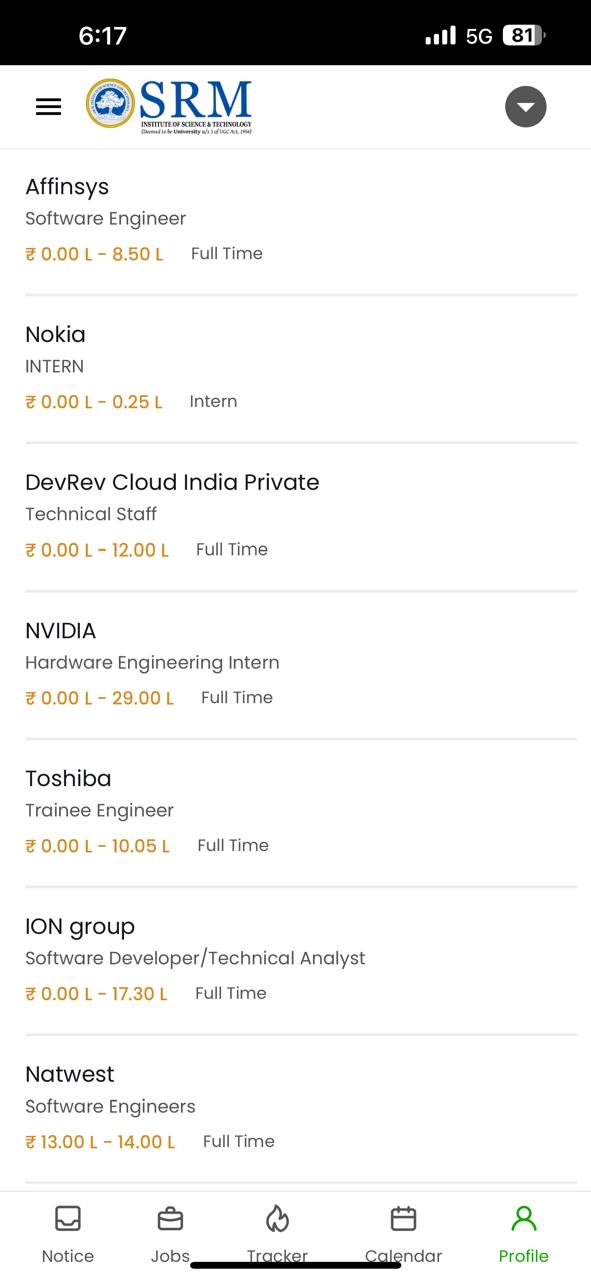 6:17
5G 81
SRM
INSTITUTE OF SCIENCE & TECHNOLOGY
(Deemed to be University u/s 3 of UGC Act, 1956)
Affinsys
Software Engineer
₹ 0.00 L - 8.50 L Full Time
Nokia
INTERN
₹ 0.00 L - 0.25 L Intern
DevRev Cloud India Private
Technical Staff
₹ 0.00 L - 12.00 L Full Time
NVIDIA
Hardware Engineering Intern
₹ 0.00 L - 29.00 L Full Time
Toshiba
Trainee Engineer
₹ 0.00 L - 10.05 L Full Time
ION group
Software Developer/Technical Analyst
₹ 0.00 L - 17.30 L Full Time
Natwest
Software Engineers
₹ 13.00 L - 14.00 L Full Time
Notice Jobs Tracker Calendar Profile